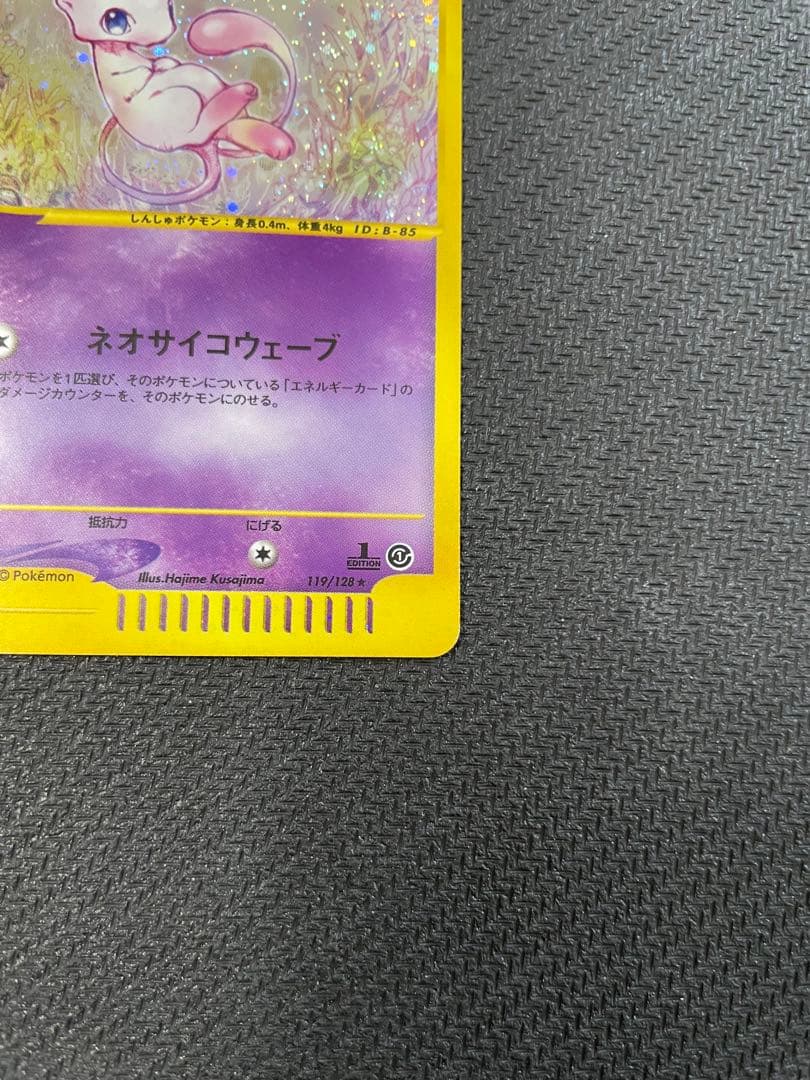 しんしゅポケモン：身長0.4m、体重4kg ID：B-85
ネオサイコウェーブ
ポケモンを1匹選び、そのポケモンについている「エネルギーカード」の
ダメージカウンターを、そのポケモンにのせる。
抵抗力 にげる
1
EDITION
© Pokémon Illus.Hajime Kusajima 119/128★